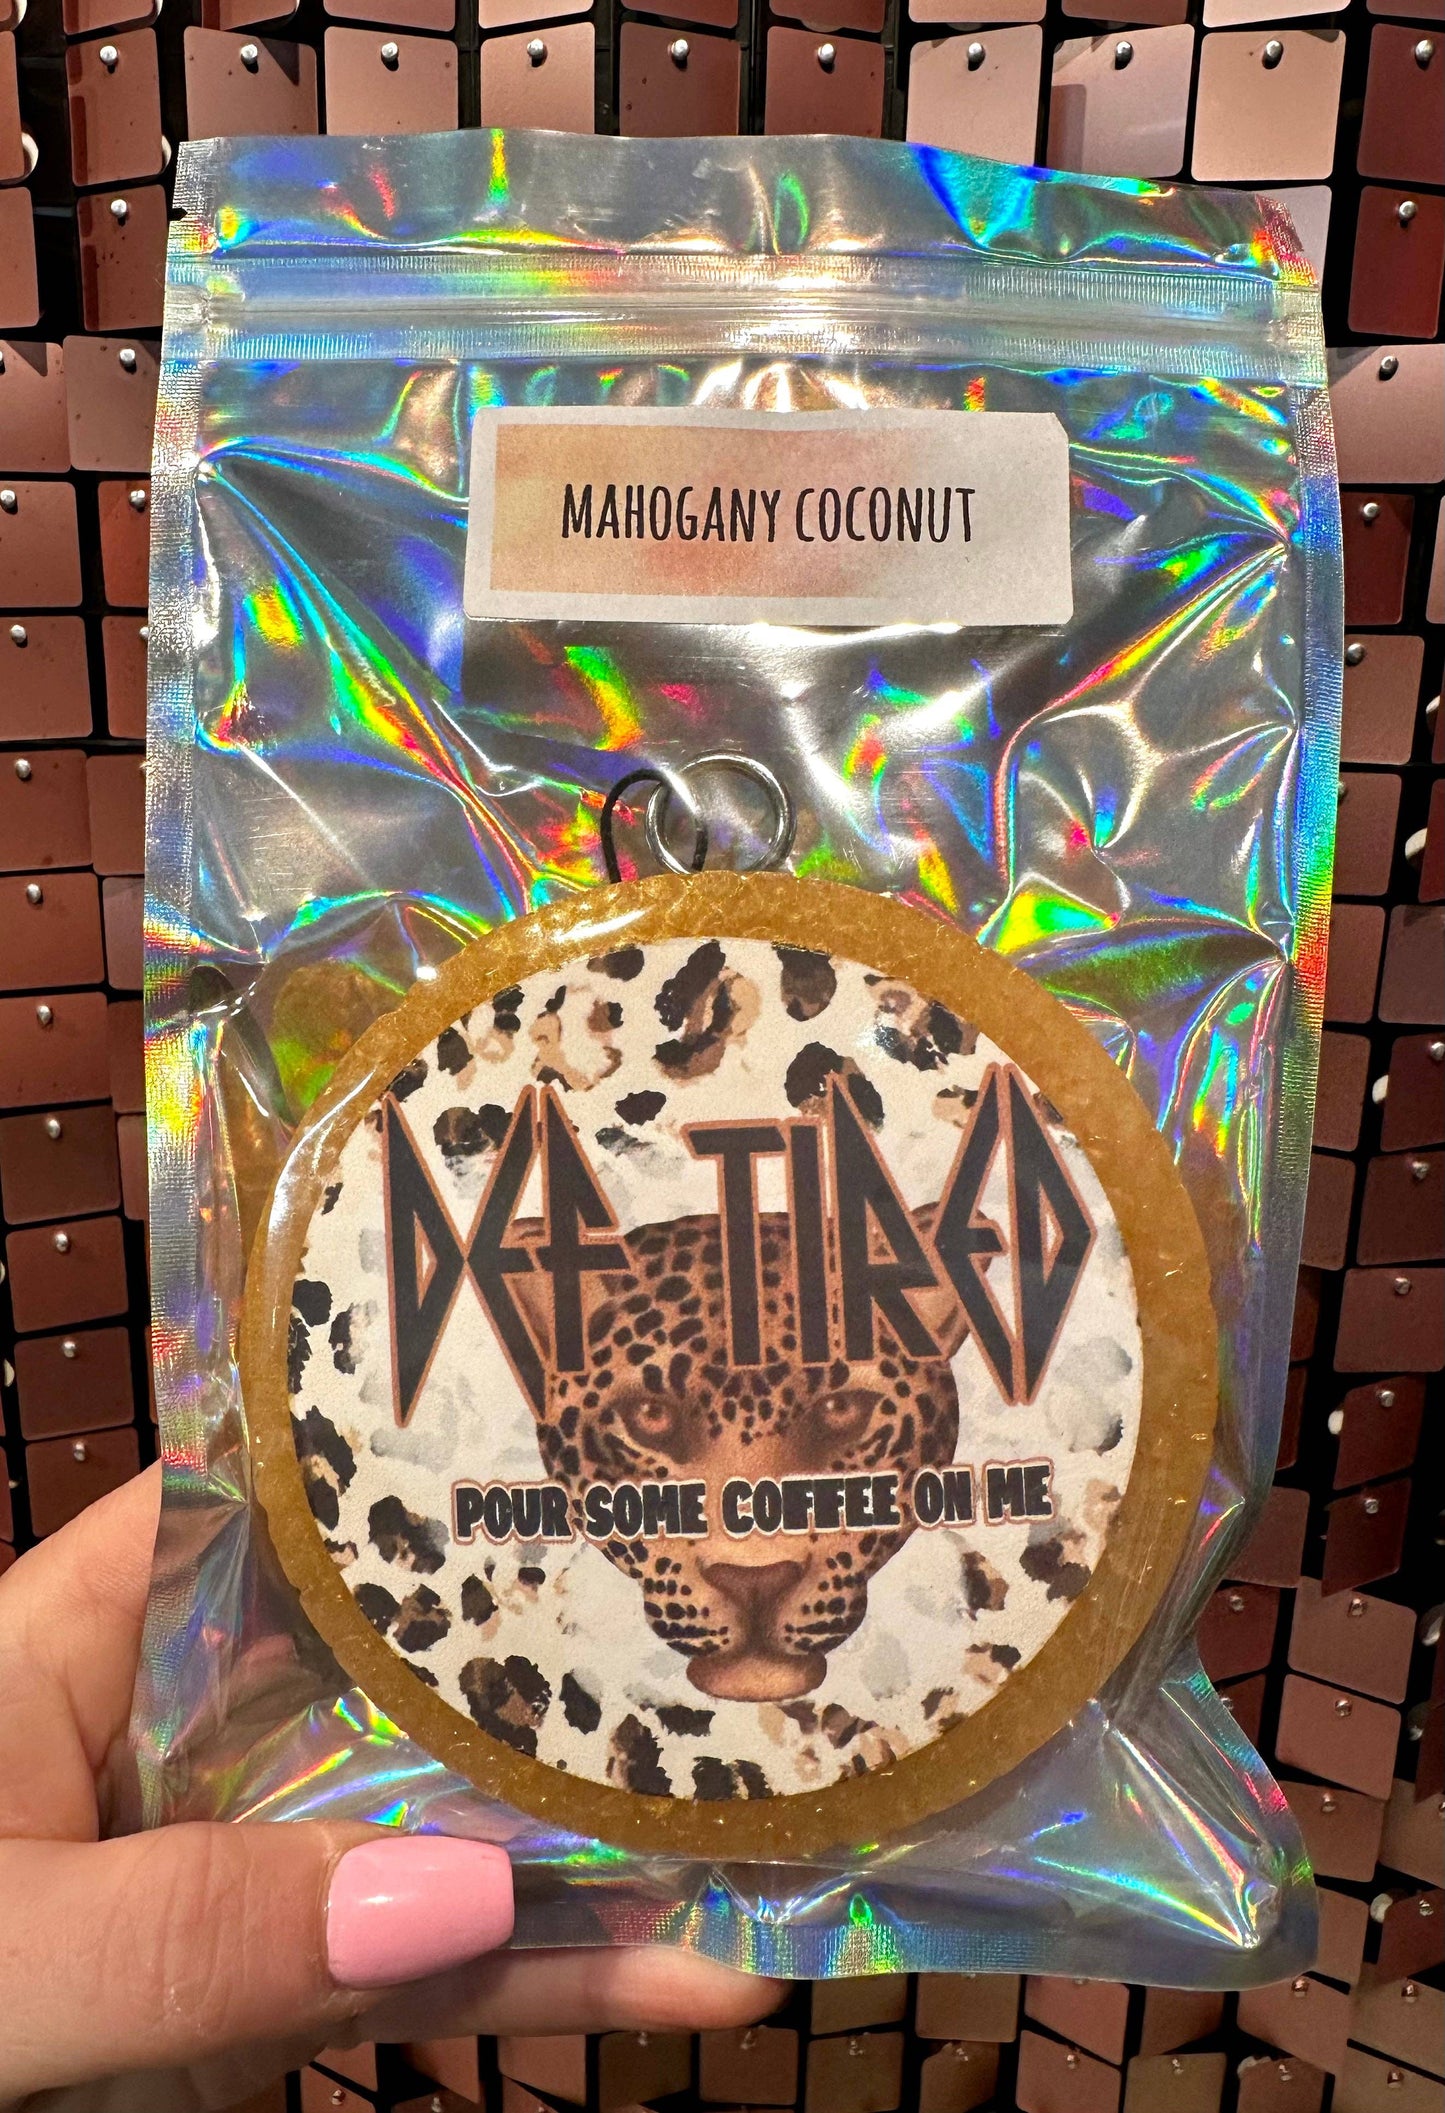 MAHOGANY COCONUT
DEF TIRED
POUR SOME COFFEE ON ME